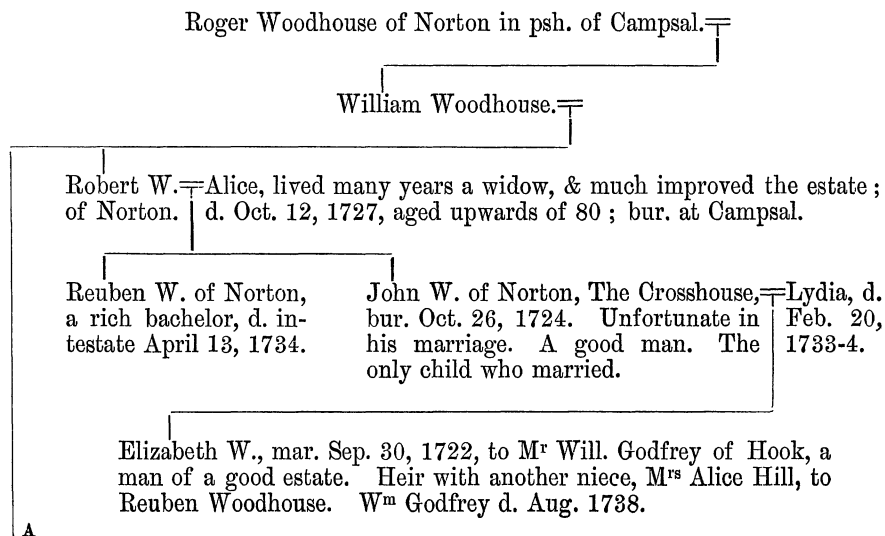 Roger Woodhouse of Norton in psh. of Campsal.
William Woodhouse.
Robert W.
of Norton.
Alice, lived many years a widow, & much improved the estate ;
d. Oct. 12, 1727, aged upwards of 80 ; bur. at Campsal.
Reuben W. of Norton,
a rich bachelor, d. in-
testate April 13, 1734.
John W. of Norton, The Crosshouse,
bur. Oct. 26, 1724. Unfortunate in
his marriage. A good man. The
only child who married.
Lydia, d.
Feb. 20,
1733-4.
Elizabeth W., mar. Sep. 30, 1722, to Mr Will. Godfrey of Hook, a
man of a good estate. Heir with another niece, Mrs Alice Hill, to
Reuben Woodhouse. Wm Godfrey d. Aug. 1738.
A